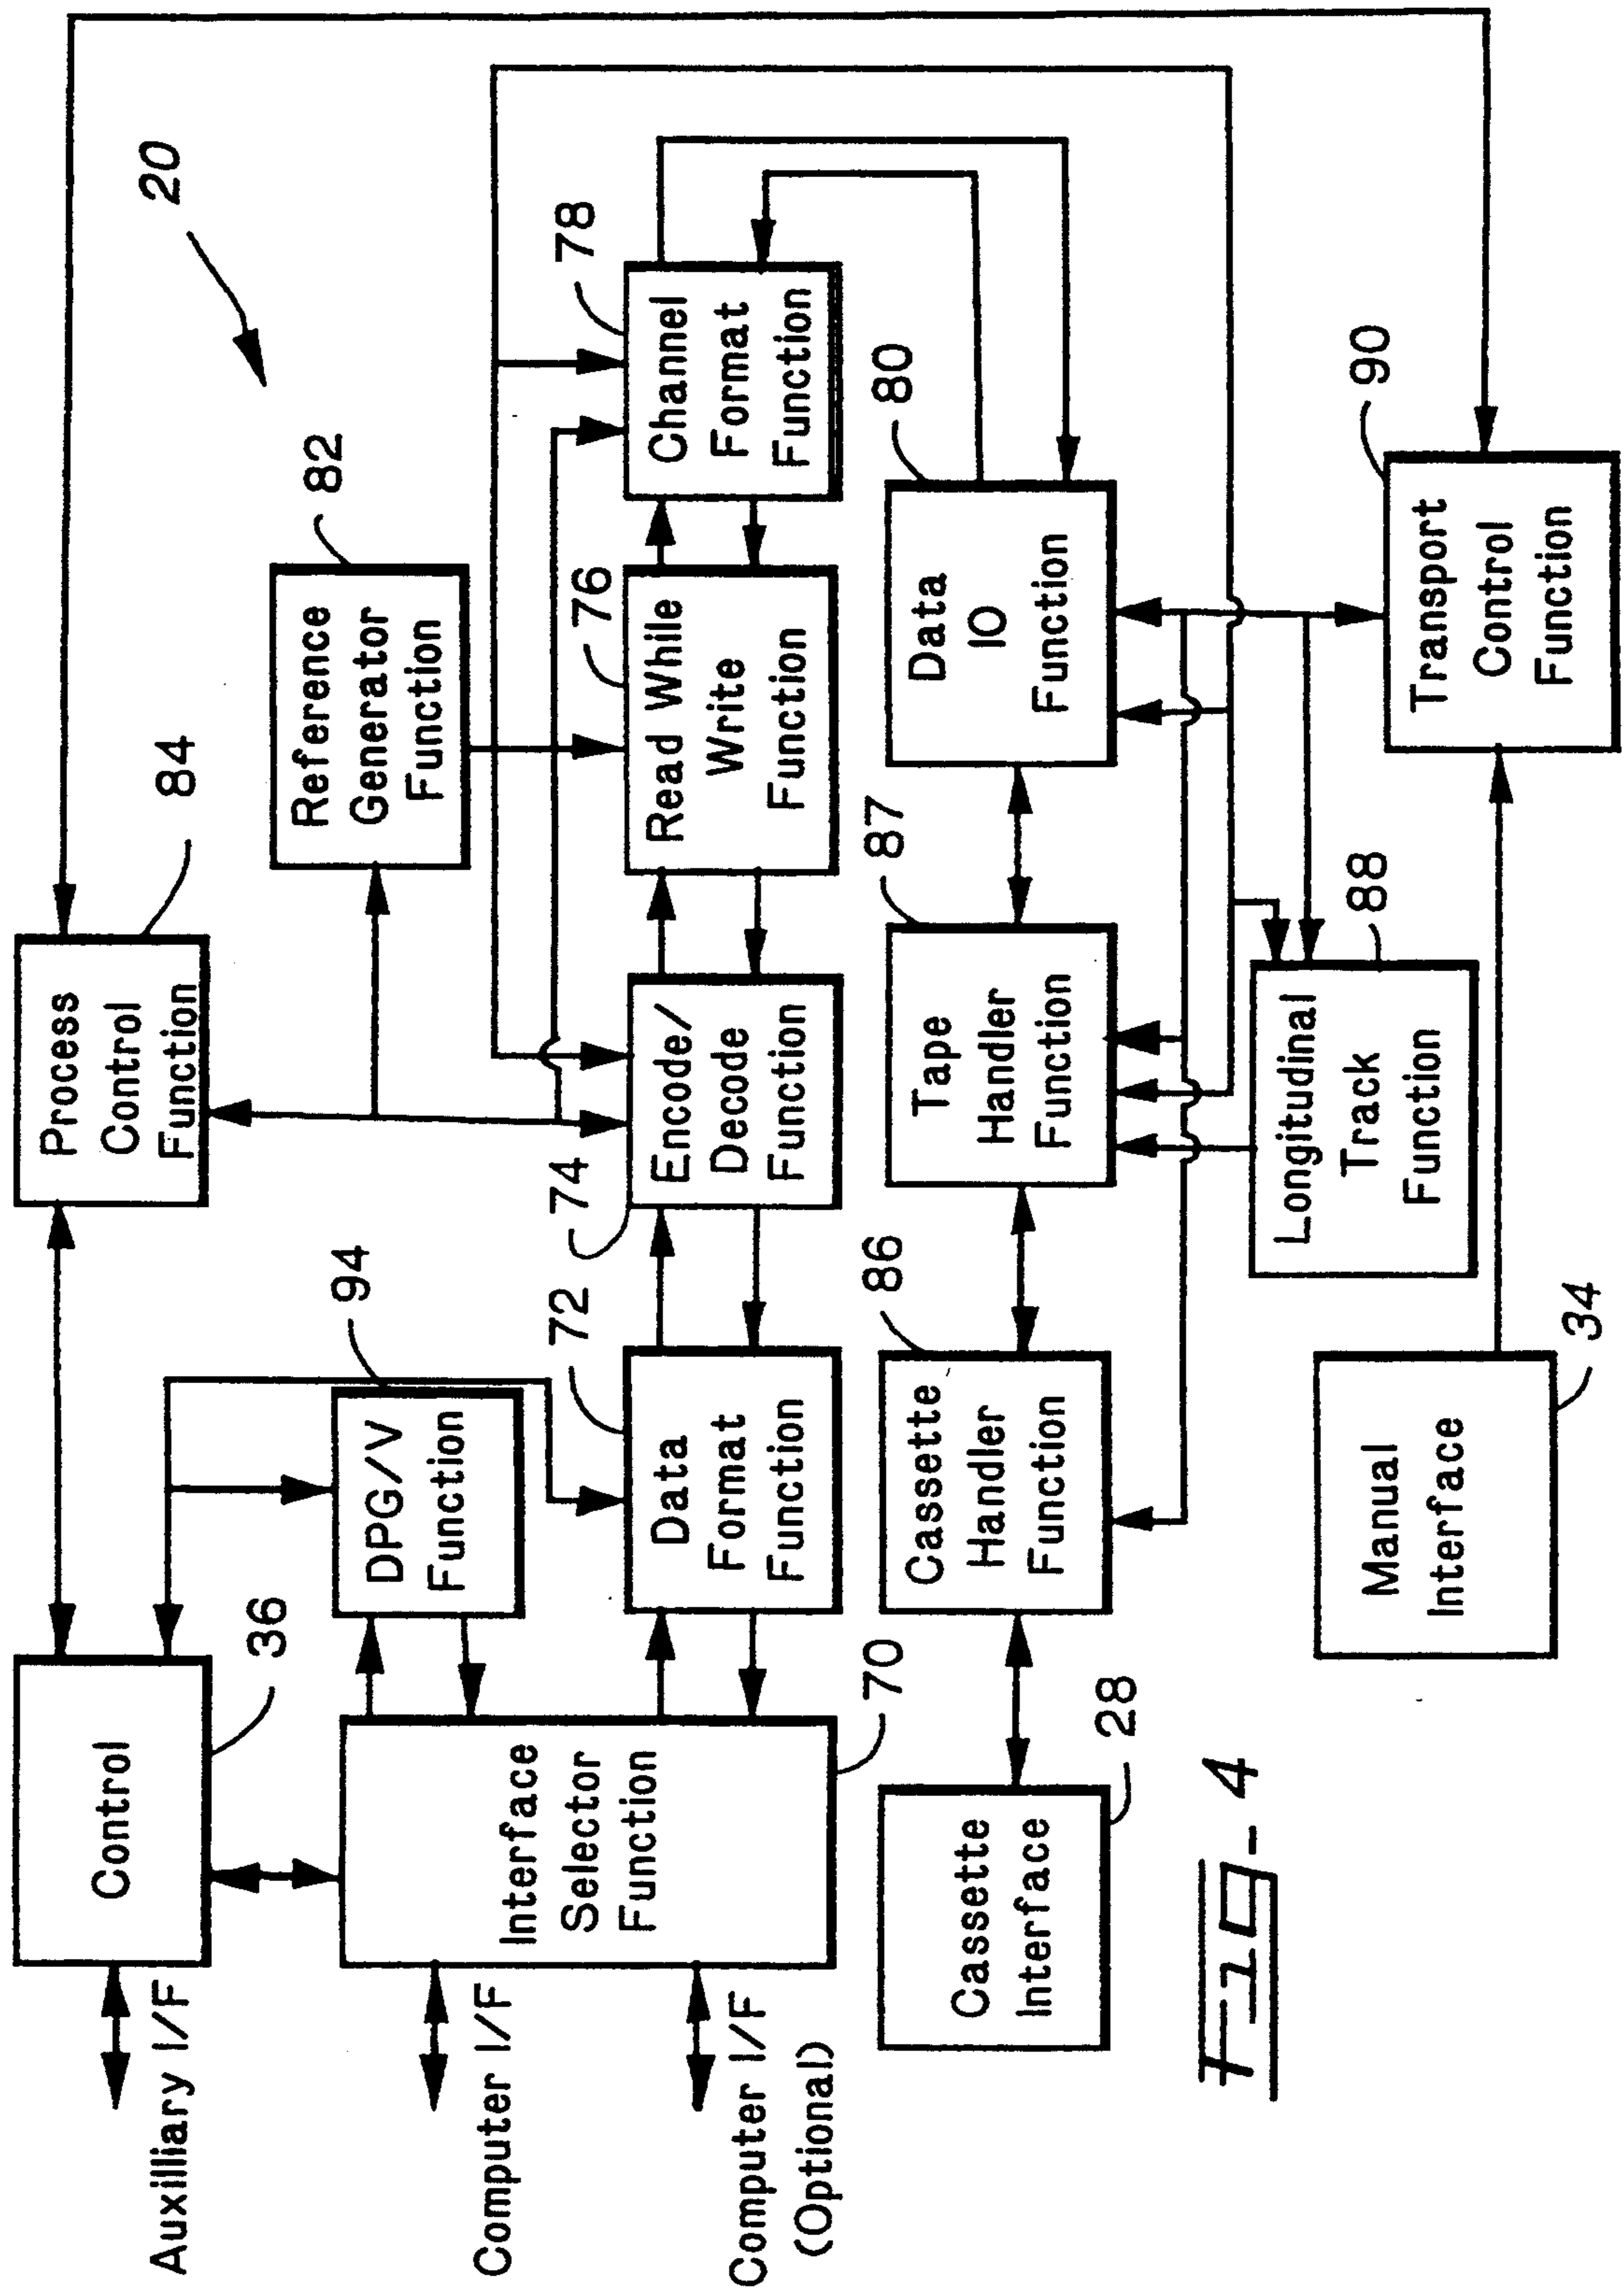 20
Control
36
Process
Control
Function
84
Auxilliary I/F
DPG/V
Function
94
Reference
Generator
Function
82
Computer I/F
Interface
Selector
Function
70
Computer I/F
(Optional)
Data
Format
Function
72
Encode/
Decode
Function
74
Read While
Write
Function
76
Channel
Format
Function
78
Cassette
Interface
28
Cassette
Handler
Function
86
Tape
Handler
Function
87
Data
IO
Function
80
Longitudinal
Track
Function
88
Manual
Interface
34
Transport
Control
Function
90
Fig-4